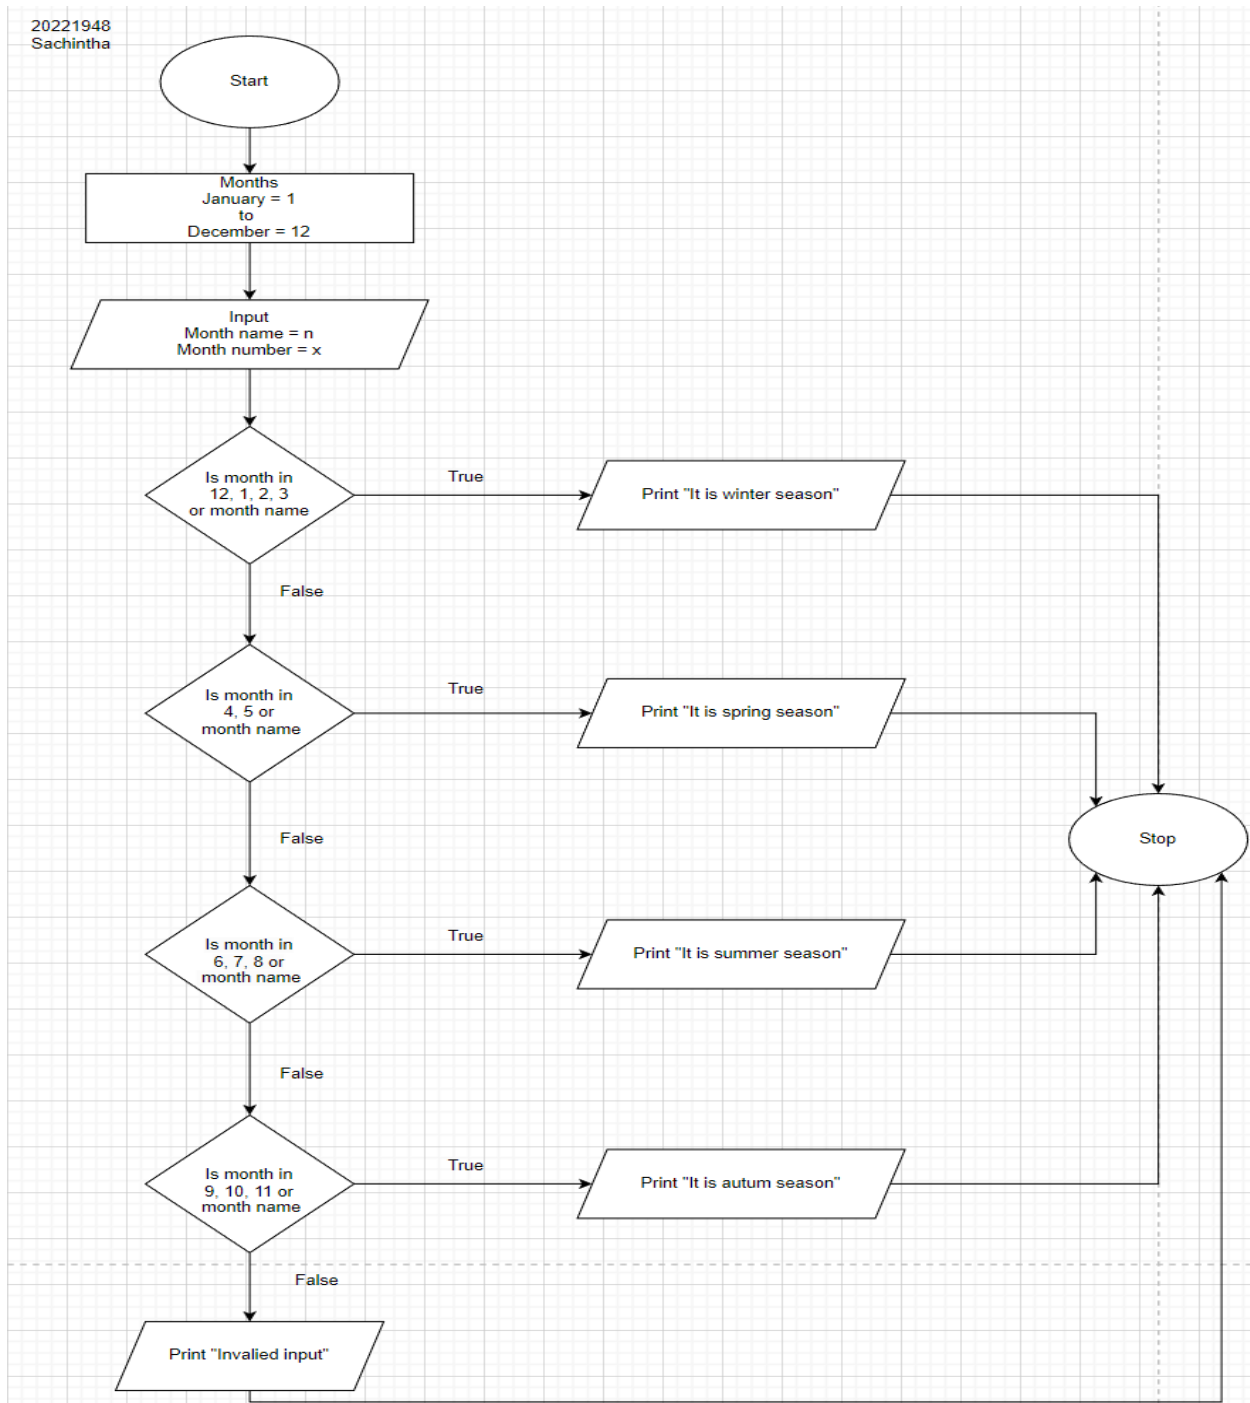 20221948
Sachintha
Start
Months
January = 1
to
December = 12
Input
Month name = n
Month number = x
Is month in
12, 1, 2, 3
or month name
True
Print "It is winter season"
False
Is month in
4, 5 or
month name
True
Print "It is spring season"
Stop
False
Is month in
6, 7, 8 or
month name
True
Print "It is summer season"
False
Is month in
9, 10, 11 or
month name
True
Print "It is autum season"
False
Print "Invalied input"